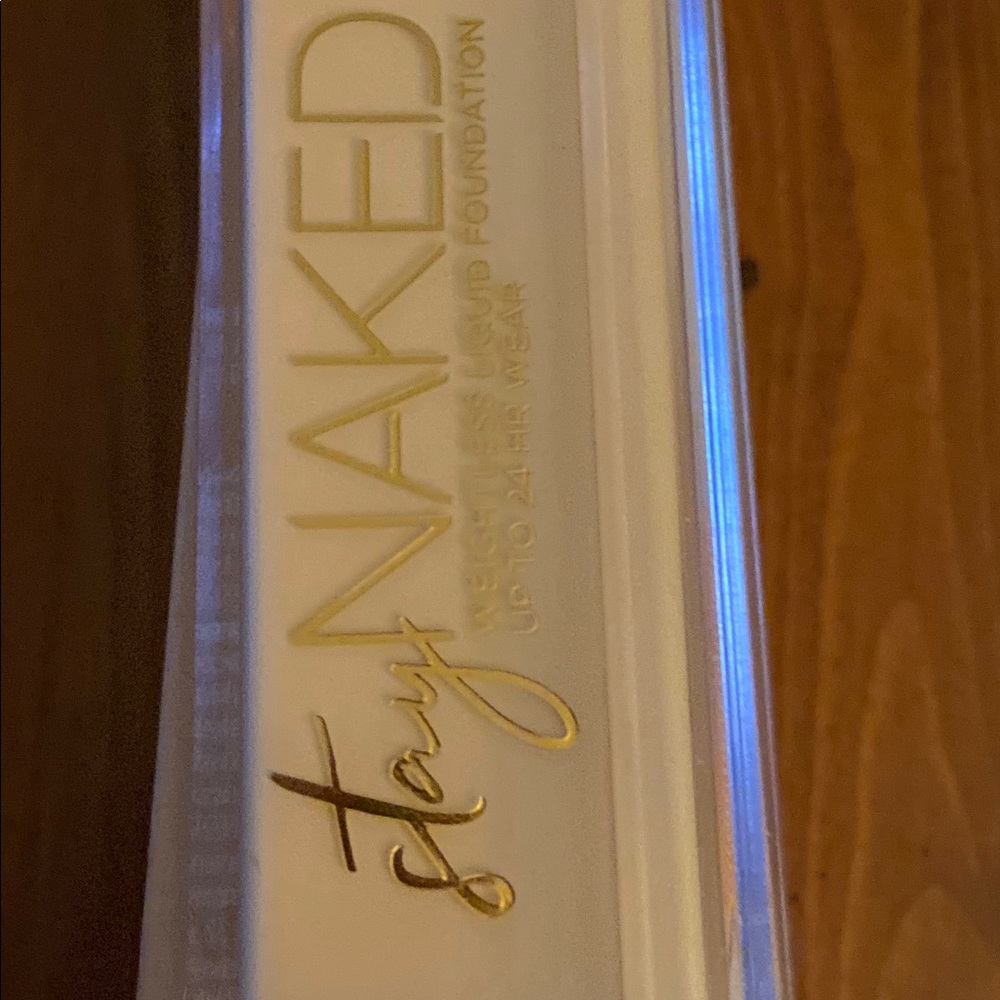 stay NAKED
WEIGHTLESS LIQUID FOUNDATION
UP TO 24 HR WEAR